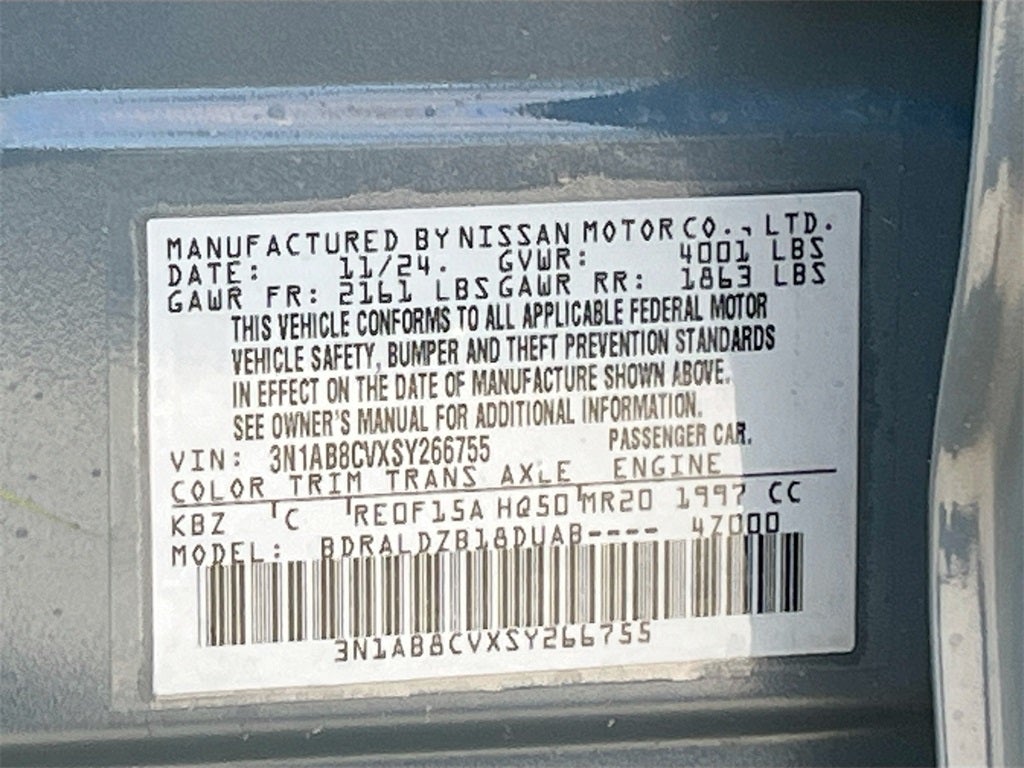 MANUFACTURED BY NISSAN MOTOR CO., LTD.
DATE: 11/24. GVWR: 4001 LBS
GAWR FR: 2161 LBS GAWR RR: 1863 LBS
THIS VEHICLE CONFORMS TO ALL APPLICABLE FEDERAL MOTOR
VEHICLE SAFETY, BUMPER AND THEFT PREVENTION STANDARDS
IN EFFECT ON THE DATE OF MANUFACTURE SHOWN ABOVE.
SEE OWNER'S MANUAL FOR ADDITIONAL INFORMATION.
VIN: 3N1AB8CVXSY266755 PASSENGER CAR.
COLOR TRIM TRANS AXLE ENGINE
KBZ C RE0F15A HQ50 MR20 1997 CC
MODEL: BDRALDZB18DUAB---- 4Z000
3N1AB8CVXSY266755